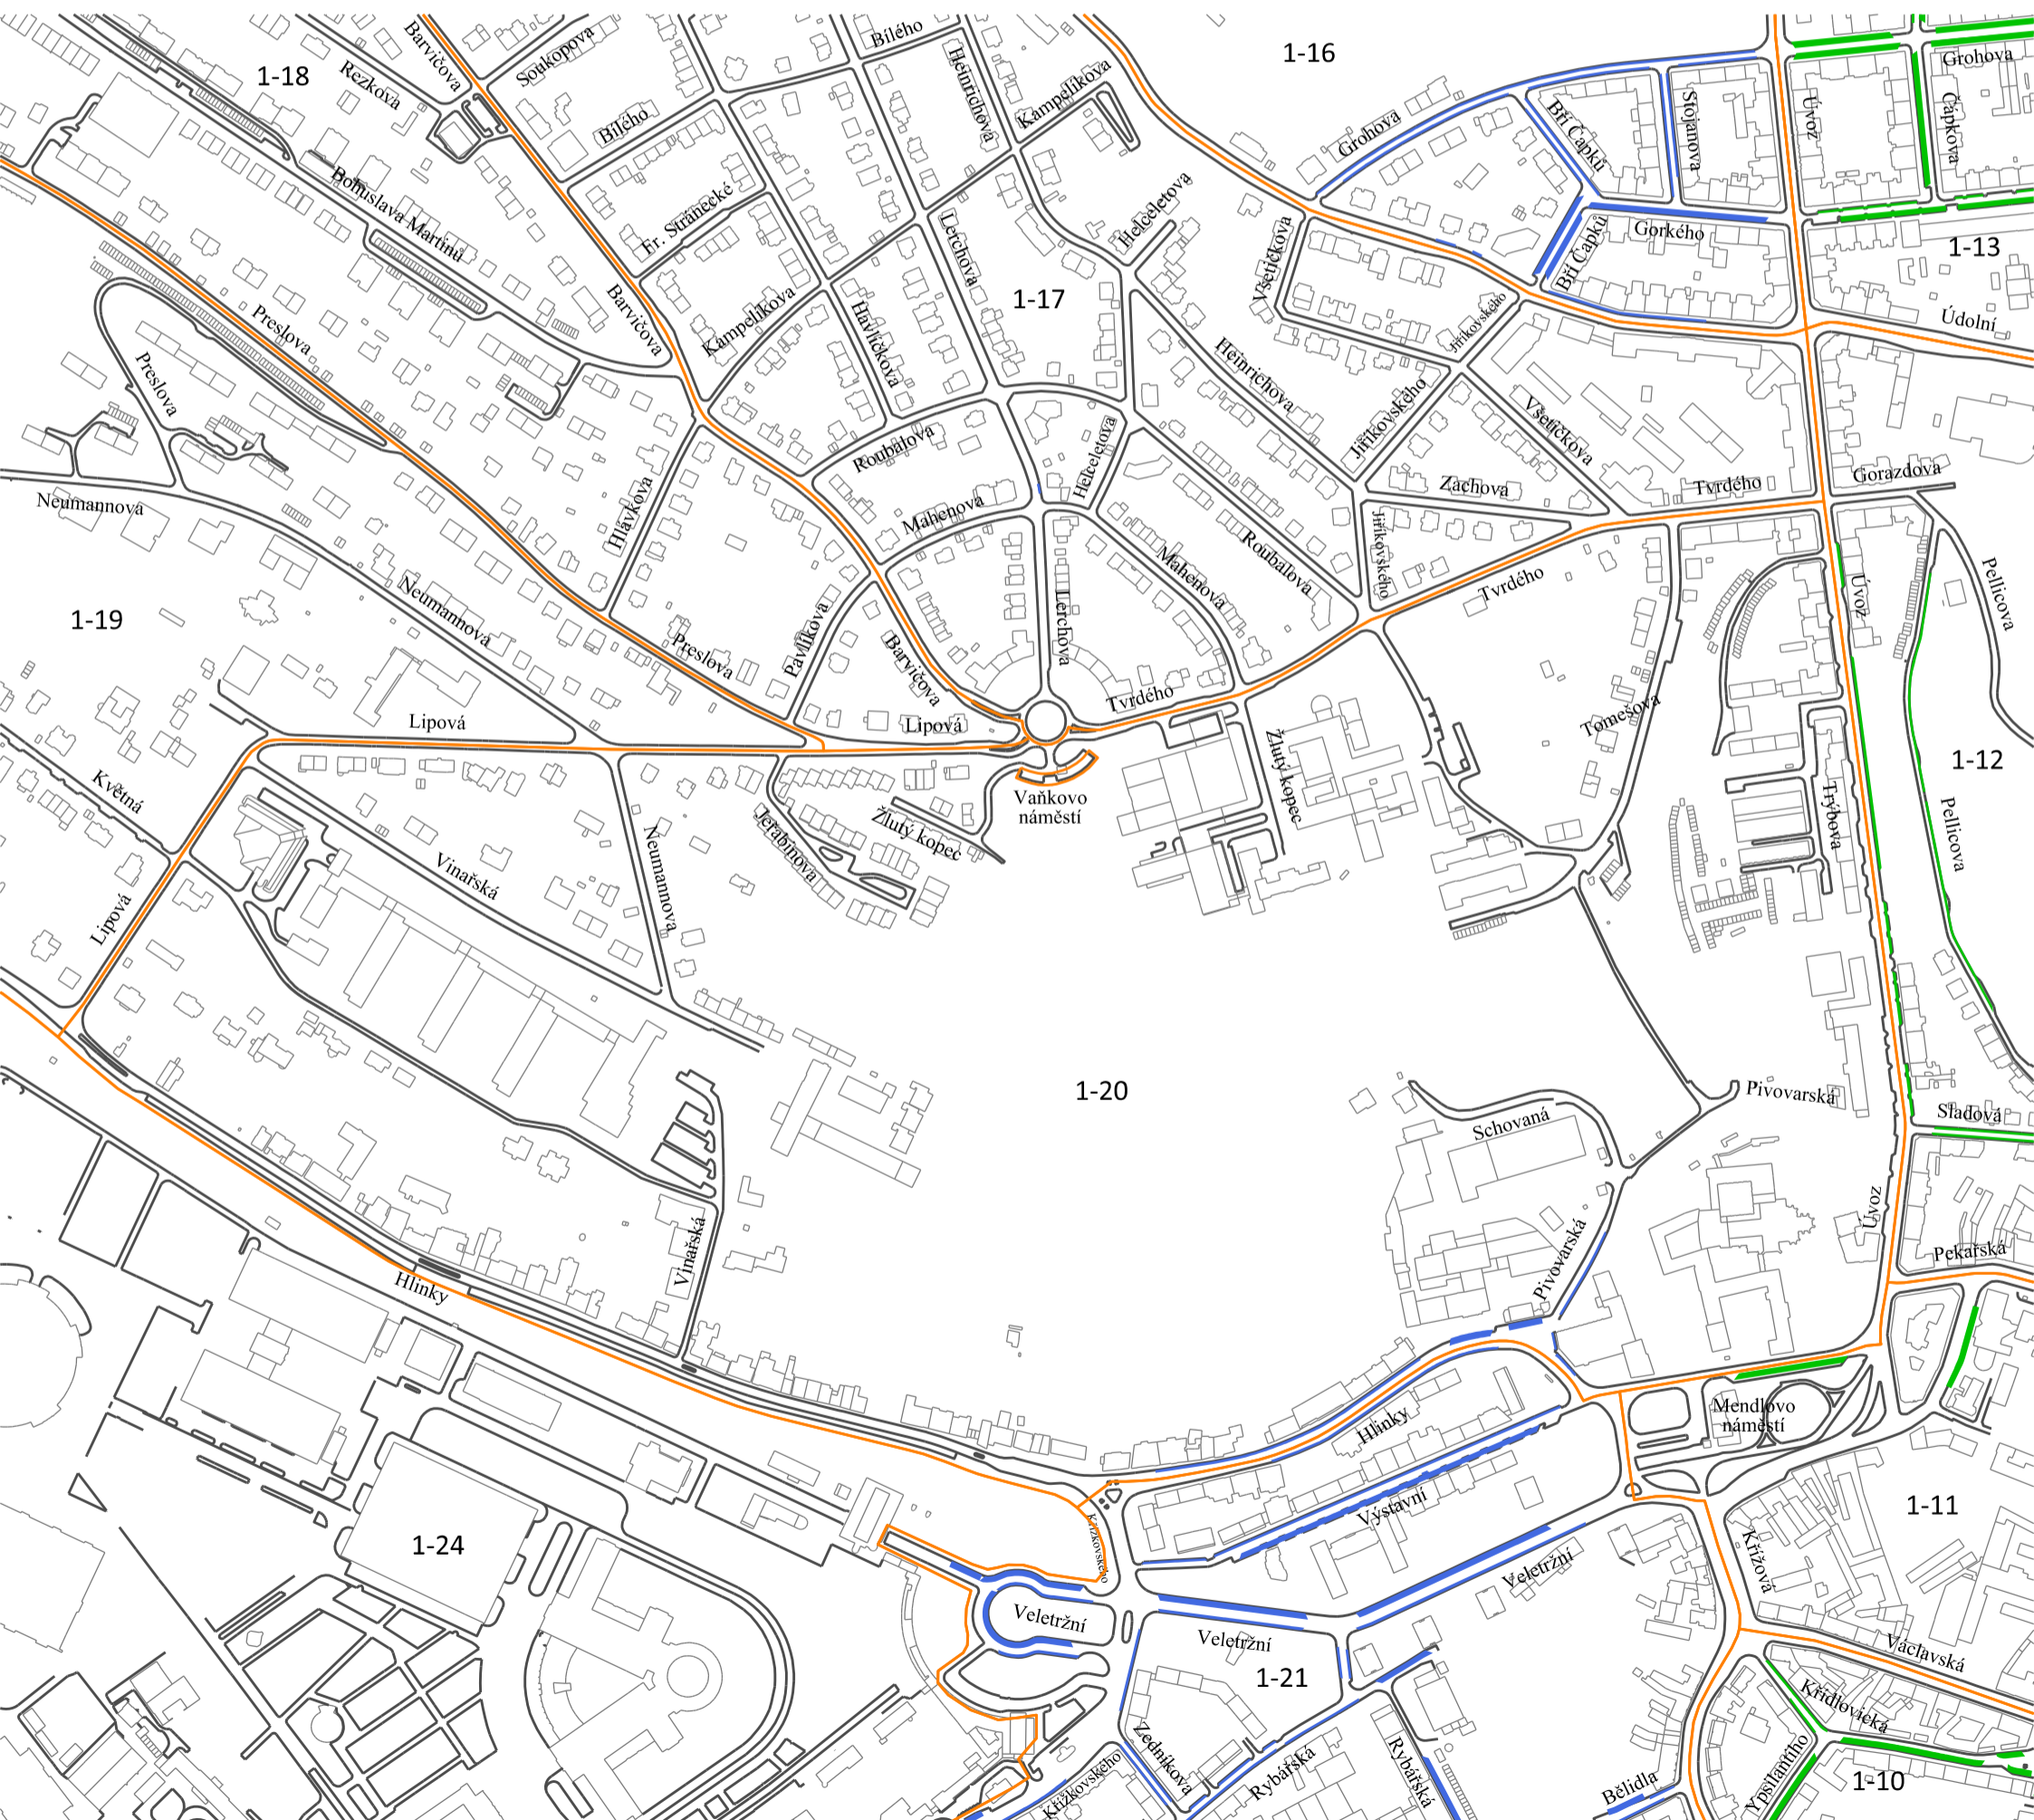 Barvičova
Soukopova
Bílého
Heinrichova
1-16
Grohova
1-18
Rezkova
Kampelíkova
Úvoz
Čápkova
Bílého
Grohova
Bří Čapků
Stojanova
Bohuslava Martinů
Fr. Stránecké
Helceletova
Lerchova
Všetičkova
Bří Čapků
Gorkého
1-13
Preslova
Barvičova
Kampelíkova
Havlíčkova
1-17
Jiříkovského
Údolní
Preslova
Heinrichova
Jiříkovského
Všetičkova
Roubalova
Helceletova
Zachova
Tvrdého
Gorazdova
Neumannova
Hlávkova
Mahenova
Jiříkovského
Roubalova
Mahenova
Tvrdého
Úvoz
Pellicova
1-19
Neumannova
Lerchova
Preslova
Pavlíkova
Barvičova
Tvrdého
Tomešova
Lipová
Lipová
Žlutý kopec
1-12
Květná
Vaňkovo
náměstí
Jeřabinova
Žlutý kopec
Trýbova
Pellicova
Vinařská
Neumannova
Lipová
1-20
Pivovarská
Schovaná
Sladová
Úvoz
Vinařská
Pivovarská
Pekařská
Hlinky
Hlinky
Mendlovo
náměstí
Výstavní
1-11
1-24
Křížkovského
Veletržní
Křížová
Veletržní
Veletržní
1-21
Václavská
Křídlovická
Zedníkova
Rybářská
Rybářská
Křížkovského
Bělidla
Ypsilantiho
1-10